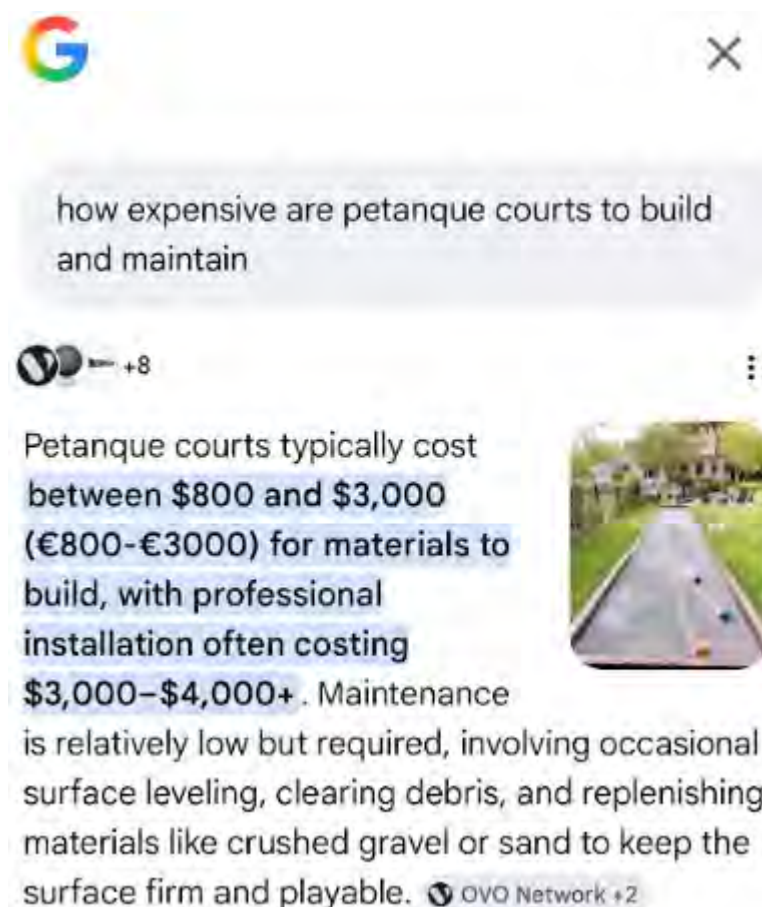 how expensive are petanque courts to build
and maintain
+8
Petanque courts typically cost
between $800 and $3,000
(€800-€3000) for materials to
build, with professional
installation often costing
$3,000–$4,000+. Maintenance
is relatively low but required, involving occasional
surface leveling, clearing debris, and replenishing
materials like crushed gravel or sand to keep the
surface firm and playable. OVO Network +2